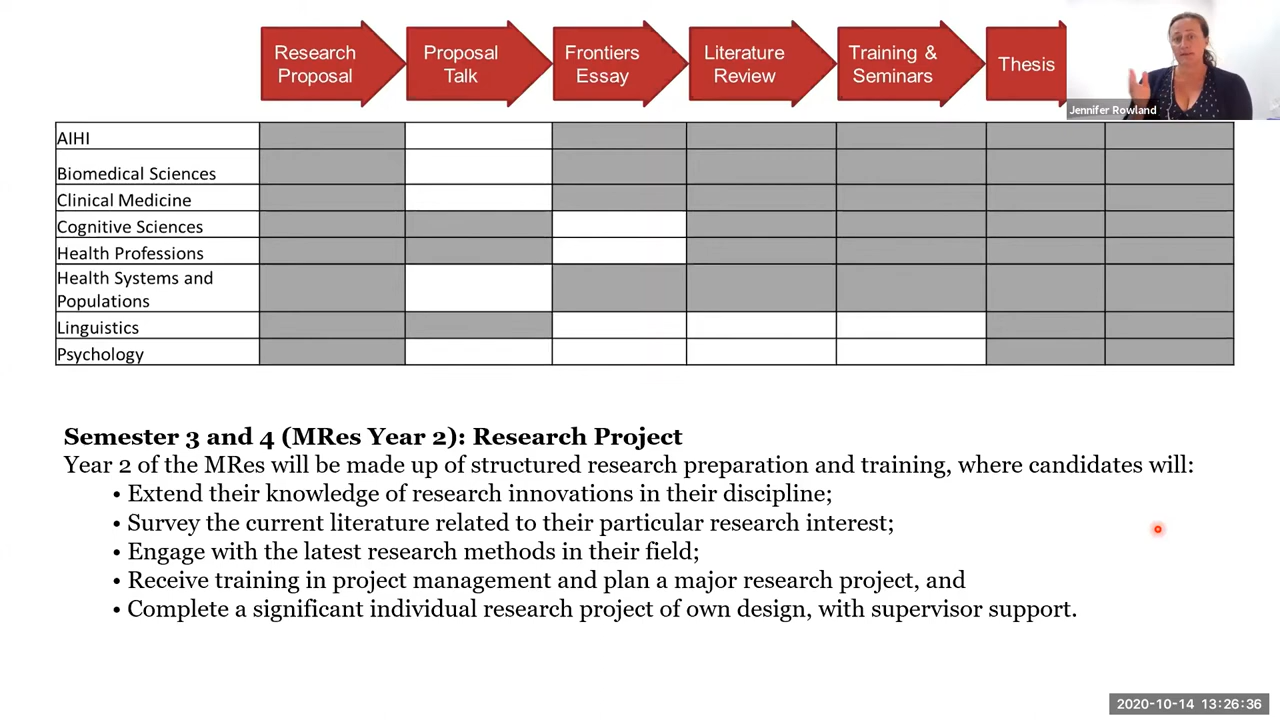 Research Proposal
Proposal Talk
Frontiers Essay
Literature Review
Training & Seminars
Thesis
Jennifer Rowland
AIHI
Biomedical Sciences
Clinical Medicine
Cognitive Sciences
Health Professions
Health Systems and
Populations
Linguistics
Psychology
Semester 3 and 4 (MRes Year 2): Research Project
Year 2 of the MRes will be made up of structured research preparation and training, where candidates will:
• Extend their knowledge of research innovations in their discipline;
• Survey the current literature related to their particular research interest;
• Engage with the latest research methods in their field;
• Receive training in project management and plan a major research project, and
• Complete a significant individual research project of own design, with supervisor support.
2020-10-14 13:26:36